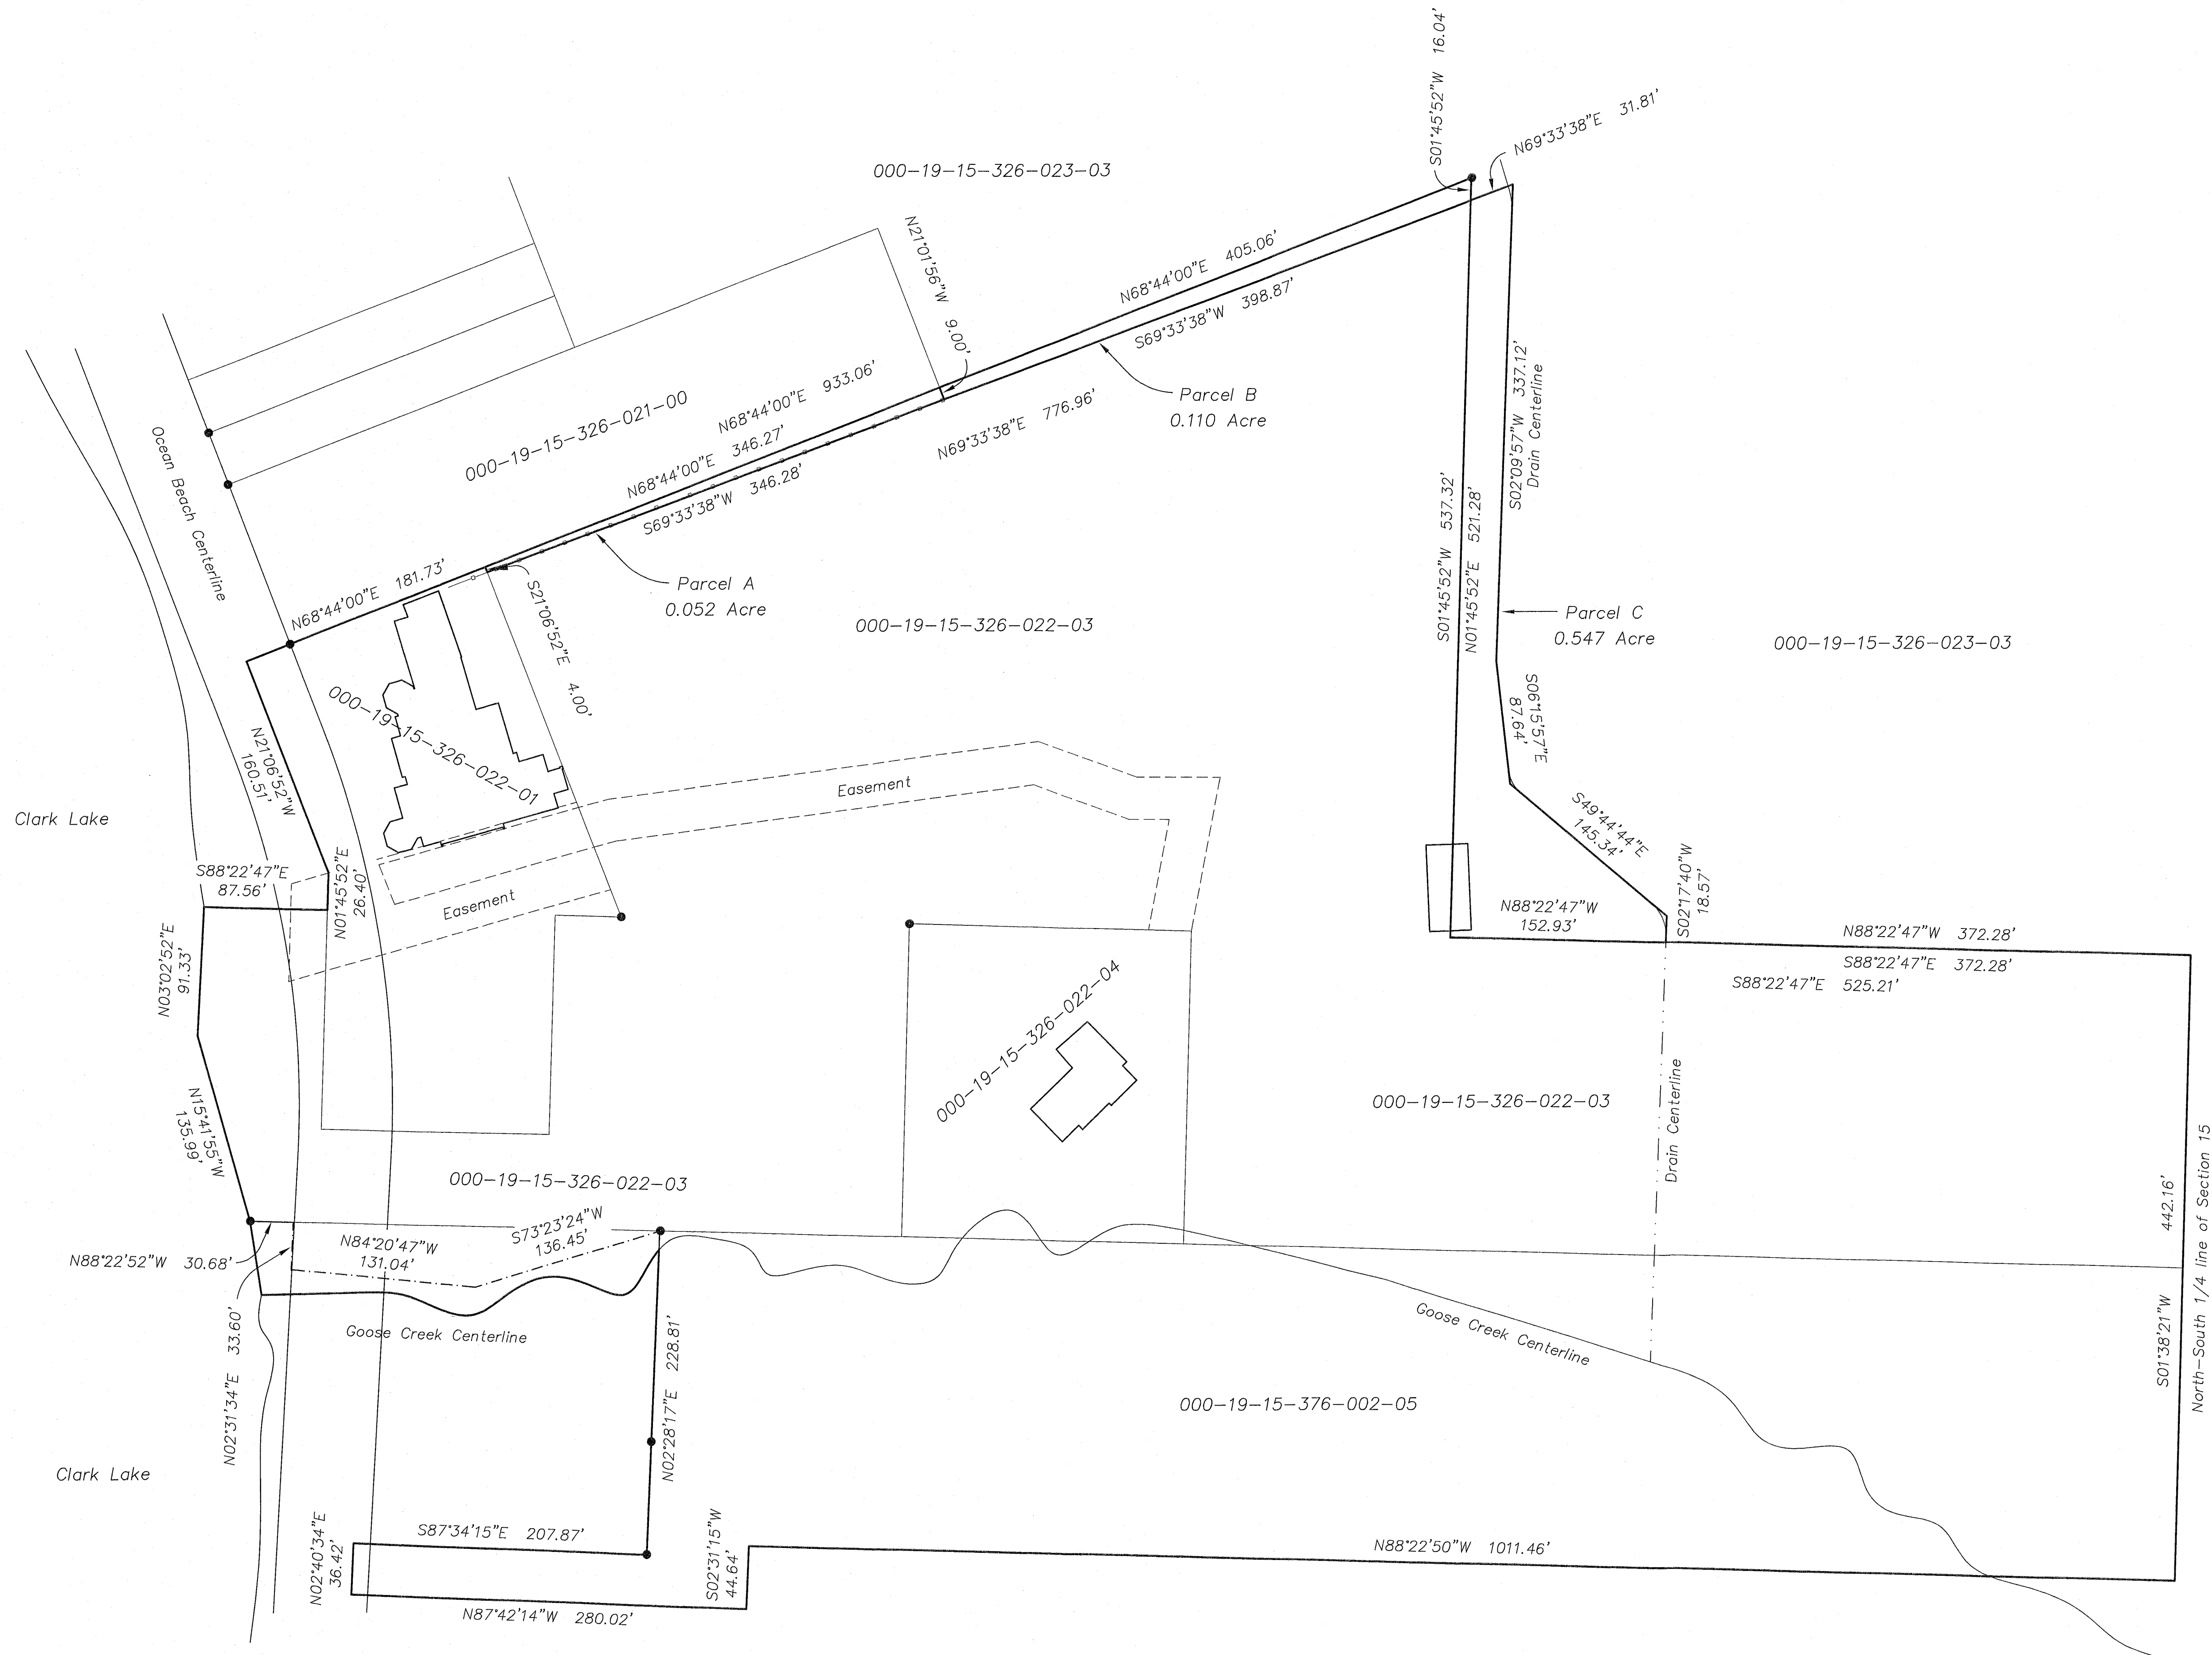 S01°45'52"W 16.04'
N69°33'38"E 31.81'
000-19-15-326-023-03
N21°01'56"W 9.00'
N68°44'00"E 405.06'
S69°33'38"W 398.87'
Parcel B
0.110 Acre
N68°44'00"E 933.06'
N69°33'38"E 776.96'
000-19-15-326-021-00
N68°44'00"E 346.27'
S69°33'38"W 346.28'
Ocean Beach Centerline
S02°09'57"W 337.12'
Drain Centerline
S01°45'52"W 537.32'
N01°45'52"E 521.28'
N68°44'00"E 181.73'
Parcel A
0.052 Acre
S21°06'52"E 4.00'
000-19-15-326-022-03
Parcel C
0.547 Acre
000-19-15-326-023-03
000-19-15-326-022-01
S06°15'57"E
87.64'
N21°06'52"W
160.51'
Easement
Clark Lake
S49°44'44"E
145.34'
S88°22'47"E
87.56'
N01°45'52"E
26.40'
Easement
N88°22'47"W
152.93'
S02°17'40"W
18.57'
N88°22'47"W 372.28'
S88°22'47"E 372.28'
S88°22'47"E 525.21'
N03°02'52"E
91.33'
000-19-15-326-022-04
N15°41'55"W
135.99'
000-19-15-326-022-03
Drain Centerline
000-19-15-326-022-03
442.16'
S01°38'21"W
North-South 1/4 line of Section 15
N88°22'52"W 30.68'
N84°20'47"W
131.04'
S73°23'24"W
136.45'
Goose Creek Centerline
N02°31'34"E 33.60'
Goose Creek Centerline
N02°28'17"E 228.81'
000-19-15-376-002-05
Clark Lake
N02°40'34"E
36.42'
S87°34'15"E 207.87'
S02°31'15"W
44.64'
N88°22'50"W 1011.46'
N87°42'14"W 280.02'